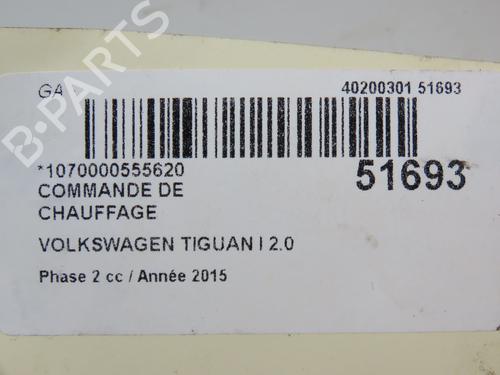 B-PARTS
GA
40200301 51693
*1070000555620
51693
COMMANDE DE
CHAUFFAGE
VOLKSWAGEN TIGUAN I 2.0
Phase 2 cc / Année 2015